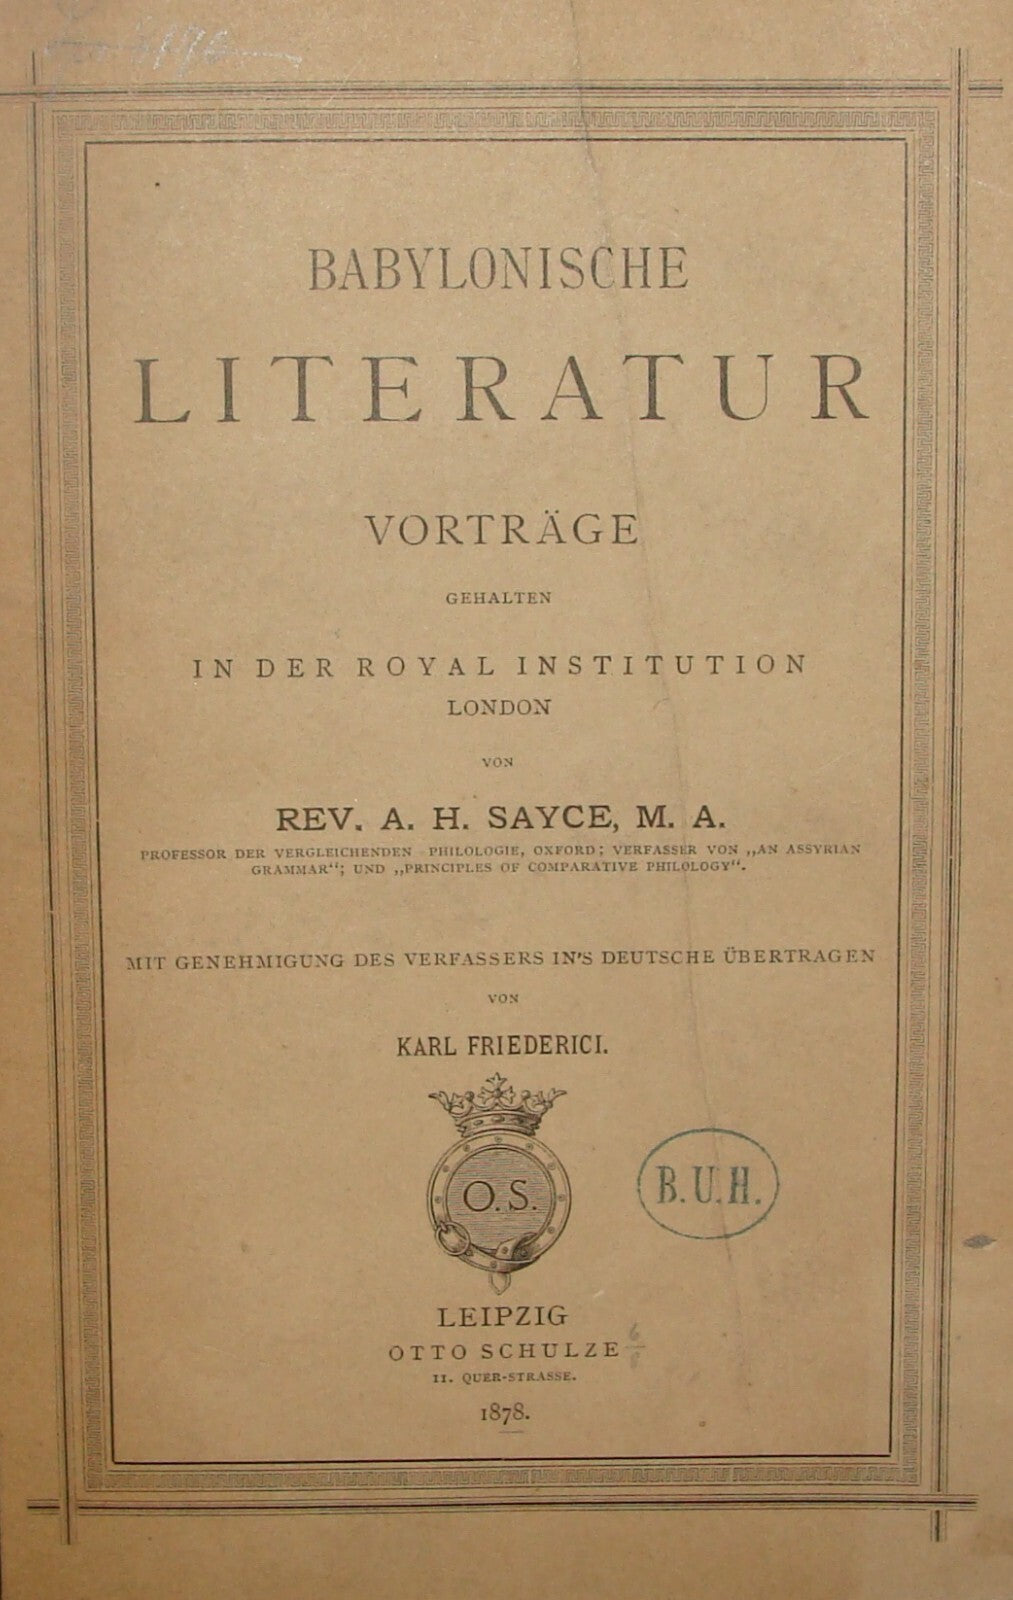 BABYLONISCHE
LITERATUR
VORTRÄGE
GEHALTEN
IN DER ROYAL INSTITUTION
LONDON
VON
REV. A. H. SAYCE, M. A.
PROFESSOR DER VERGLEICHENDEN PHILOLOGIE, OXFORD; VERFASSER VON „AN ASSYRIAN
GRAMMAR“; UND „PRINCIPLES OF COMPARATIVE PHILOLOGY“.
MIT GENEHMIGUNG DES VERFASSERS IN'S DEUTSCHE ÜBERTRAGEN
VON
KARL FRIEDERICI.
O. S.
B.U.H.
LEIPZIG
OTTO SCHULZE
11. QUER-STRASSE.
1878.